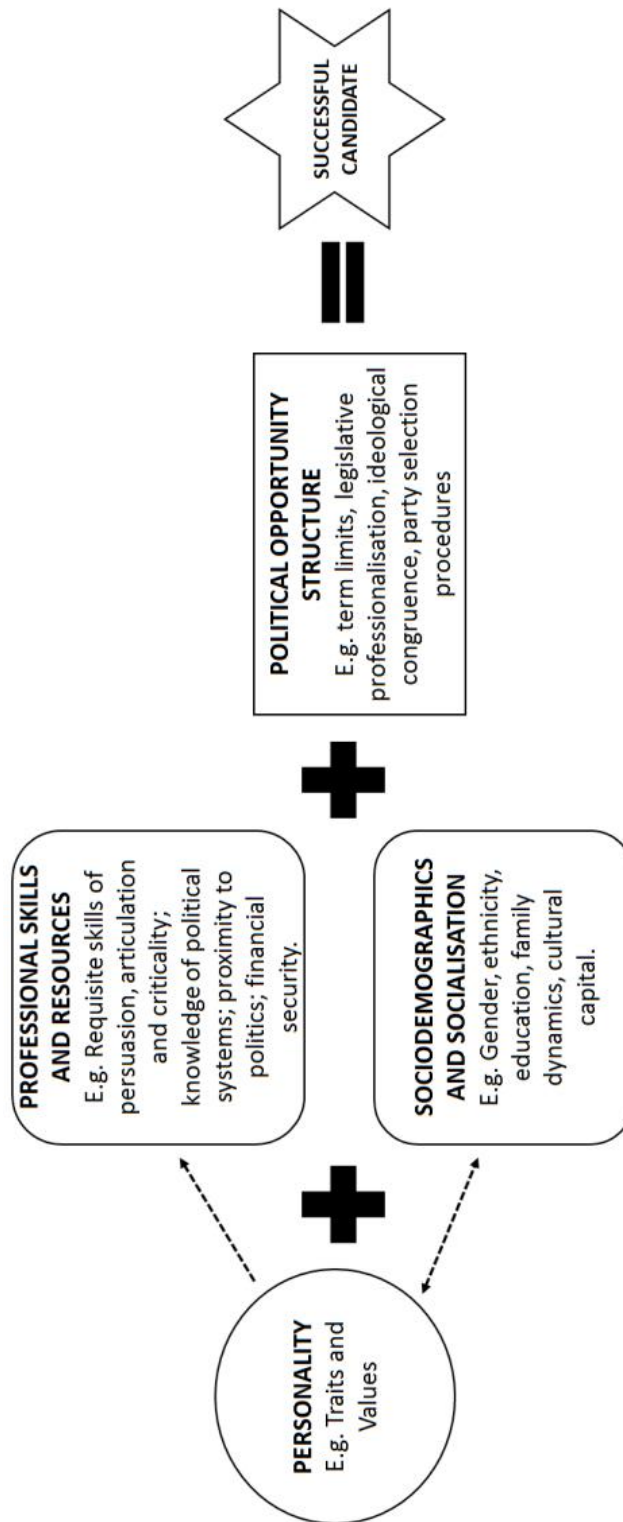 PERSONALITY
E.g. Traits and
Values
PROFESSIONAL SKILLS
AND RESOURCES
E.g. Requisite skills of
persuasion, articulation
and criticality;
knowledge of political
systems; proximity to
politics; financial
security.
SOCIODEMOGRAPHICS
AND SOCIALISATION
E.g. Gender, ethnicity,
education, family
dynamics, cultural
capital.
POLITICAL OPPORTUNITY
STRUCTURE
E.g. term limits, legislative
professionalisation, ideological
congruence, party selection
procedures
SUCCESSFUL
CANDIDATE